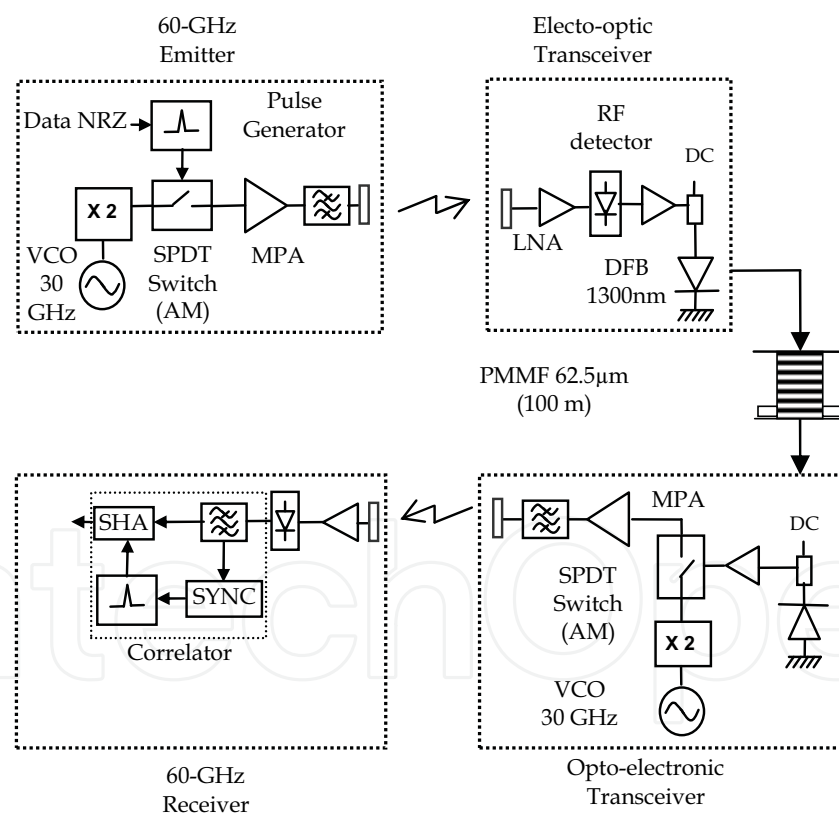 60-GHz
Emitter
Electo-optic
Transceiver
Data NRZ
Pulse
Generator
X 2
VCO
30
GHz
SPDT
Switch
(AM)
MPA
RF
detector
DC
LNA
DFB
1300nm
PMMF 62.5µm
(100 m)
SHA
SYNC
Correlator
60-GHz
Receiver
MPA
DC
SPDT
Switch
(AM)
X 2
VCO
30 GHz
Opto-electronic
Transceiver